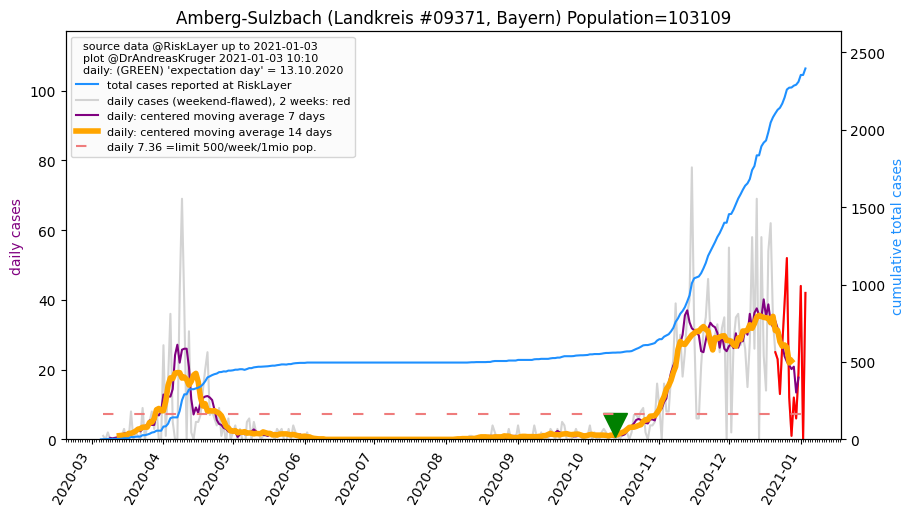 Amberg-Sulzbach (Landkreis #09371, Bayern) Population=103109
source data @RiskLayer up to 2021-01-03
plot @DrAndreasKruger 2021-01-03 10:10
daily: (GREEN) 'expectation day' = 13.10.2020
total cases reported at RiskLayer
daily cases (weekend-flawed), 2 weeks: red
daily: centered moving average 7 days
daily: centered moving average 14 days
daily 7.36 =limit 500/week/1mio pop.
daily cases
100
80
60
40
20
0
cumulative total cases
2500
2000
1500
1000
500
0
2020-03
2020-04
2020-05
2020-06
2020-07
2020-08
2020-09
2020-10
2020-11
2020-12
2021-01